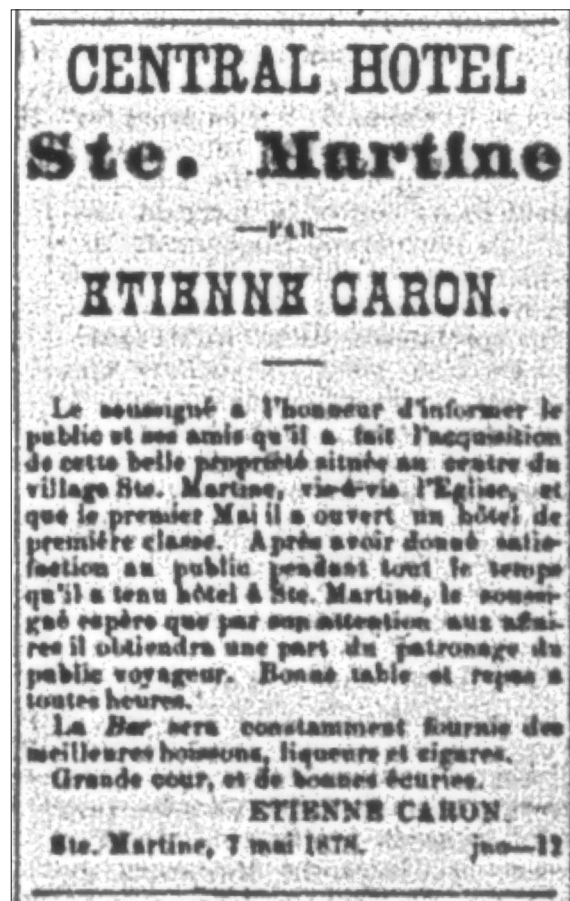 CENTRAL HOTEL
Ste. Martine
—PAR—
ETIENNE CARON.
Le soussigné a l'honneur d'informer le
public et ses amis qu'il a fait l'acquisition
de cette belle propriété située au centre du
village Ste. Martine, vis-à-vis l'Eglise, et
que le premier Mai il a ouvert un hôtel de
première classe. Après avoir donné satis-
faction au public pendant tout le temps
qu'il a tenu hôtel à Ste. Martine, le soussi-
gné espère que par son attention aux affai-
res il obtiendra une part du patronage du
public voyageur. Bonne table et repas a
toutes heures.
La Bar sera constamment fournie des
meilleures boissons, liqueurs et cigares.
Grande cour, et de bonnes écuries.
ETIENNE CARON.
Ste. Martine, 7 mai 1878. jno—12